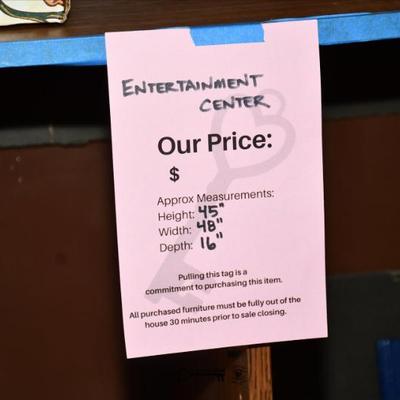 ENTERTAINMENT
CENTER
Our Price:
$
Approx Measurements:
Height: 45"
Width: 48"
Depth: 16"
Pulling this tag is a
commitment to purchasing this item.
All purchased furniture must be fully out of the
house 30 minutes prior to sale closing.